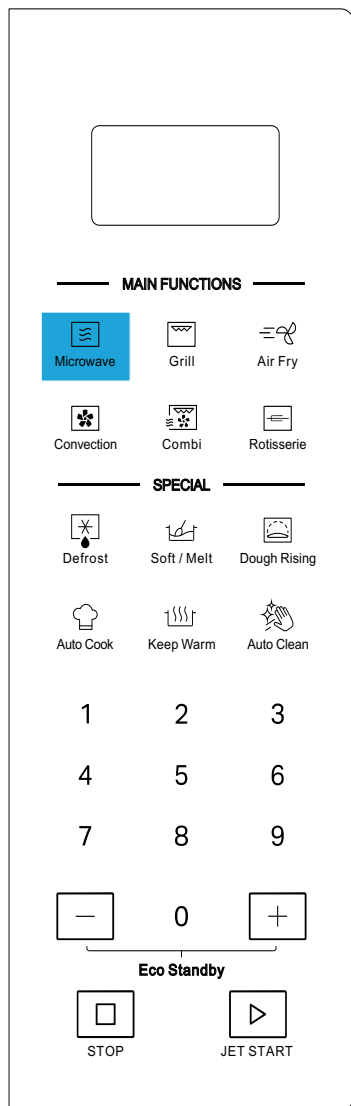 MAIN FUNCTIONS
Microwave Grill Air Fry
Convection Combi Rotisserie
SPECIAL
Defrost Soft / Melt Dough Rising
Auto Cook Keep Warm Auto Clean
1 2 3
4 5 6
7 8 9
- 0 +
Eco Standby
STOP JET START